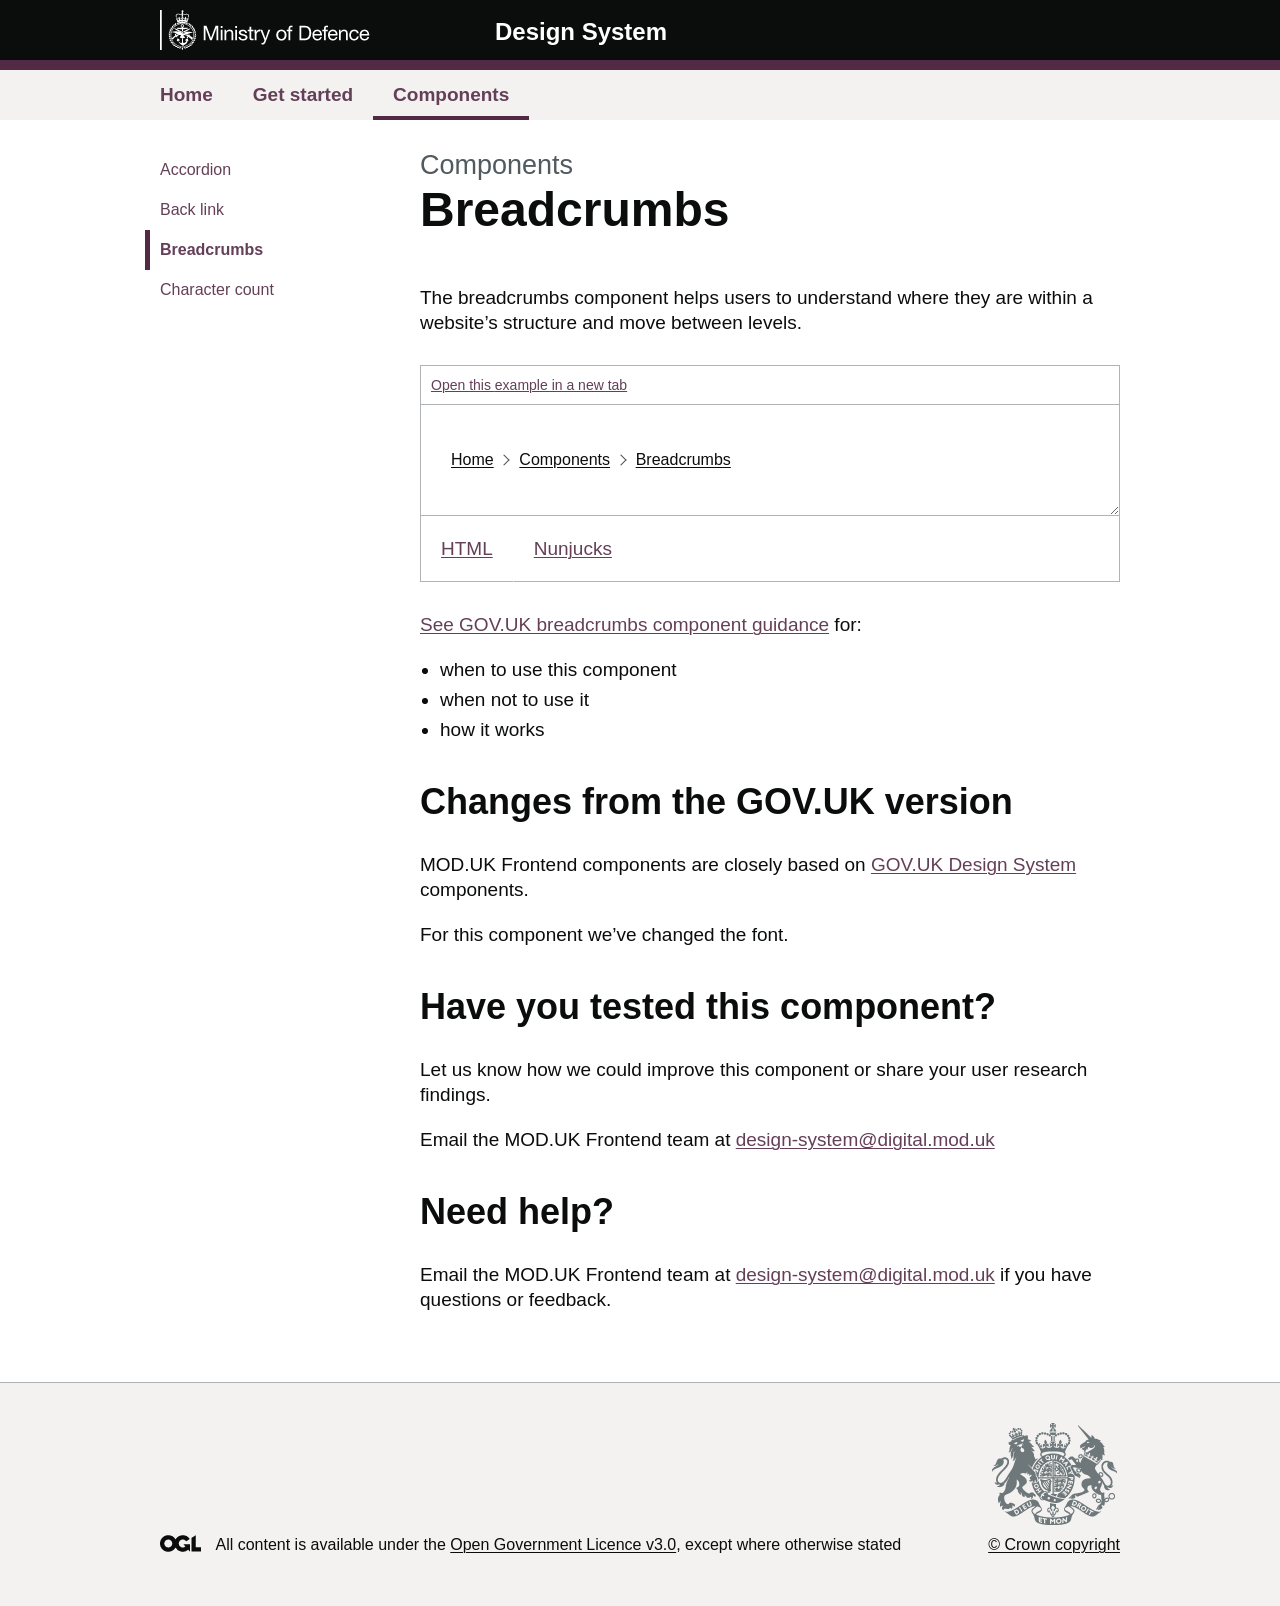 Ministry of Defence
Design System
Home
Get started
Components
Accordion
Back link
Breadcrumbs
Character count
Components
Breadcrumbs
The breadcrumbs component helps users to understand where they are within a
website’s structure and move between levels.
Open this example in a new tab
Home
Components
Breadcrumbs
HTML
Nunjucks
See GOV.UK breadcrumbs component guidance for:
• when to use this component
• when not to use it
• how it works
Changes from the GOV.UK version
MOD.UK Frontend components are closely based on GOV.UK Design System
components.
For this component we’ve changed the font.
Have you tested this component?
Let us know how we could improve this component or share your user research
findings.
Email the MOD.UK Frontend team at design-system@digital.mod.uk
Need help?
Email the MOD.UK Frontend team at design-system@digital.mod.uk if you have
questions or feedback.
OGL
All content is available under the Open Government Licence v3.0, except where otherwise stated
© Crown copyright